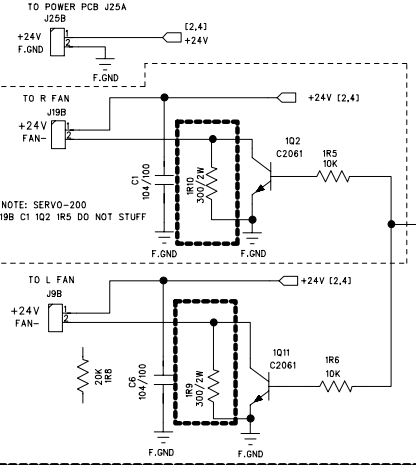 TO POWER PCB J25A
J25B
[2,4]
+24V 1
+24V
F.GND 2
F.GND
TO R FAN
+24V [2,4]
J19B
+24V 1
FAN- 2
1Q2
C2061
1R5
10K
C1
104/100
1R10
300/2W
NOTE: SERVO-200
19B C1 1Q2 1R5 DO NOT STUFF
F.GND
F.GND
TO L FAN
+24V [2,4]
J9B
+24V 1
FAN- 2
1Q11
C2061
1R6
10K
20K
1R8
C6
104/100
1R9
300/2W
F.GND
F.GND